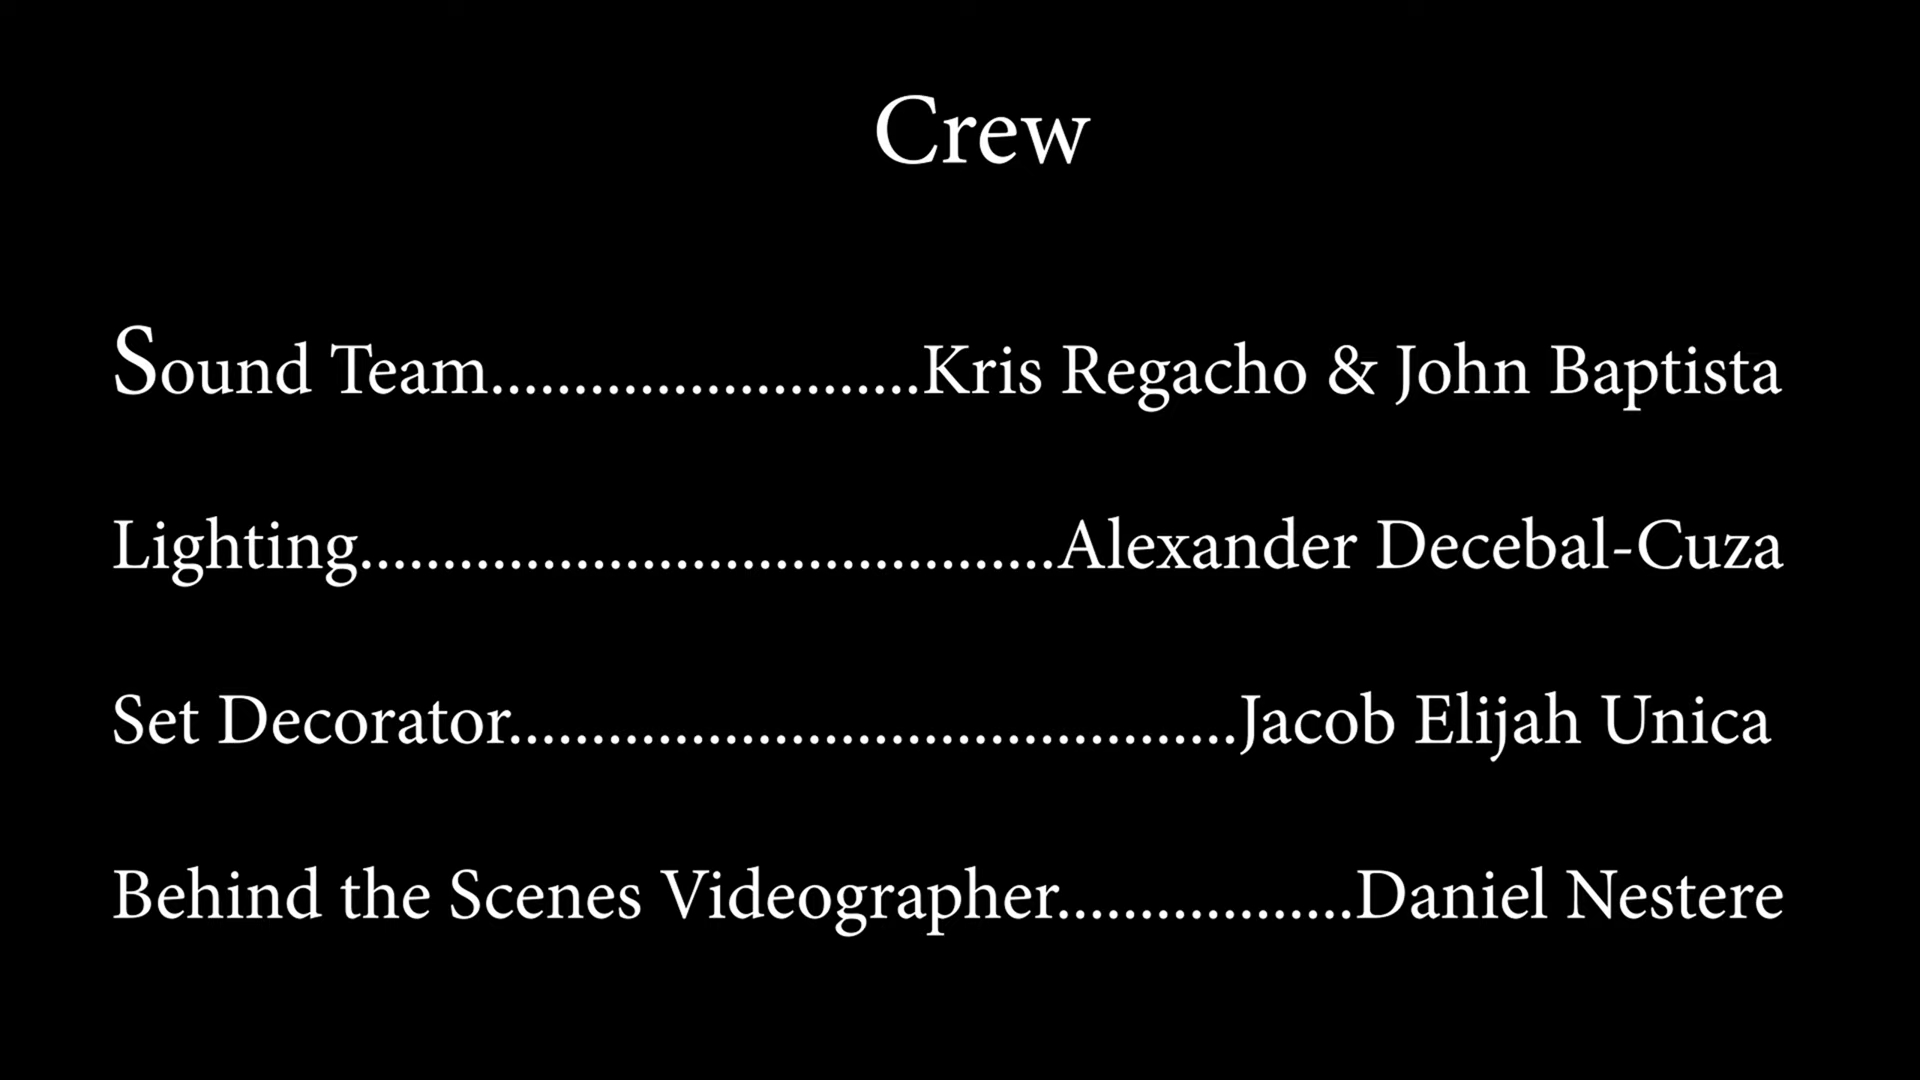 Crew
Sound Team..........................Kris Regacho & John Baptista
Lighting..........................................Alexander Decebal-Cuza
Set Decorator............................................Jacob Elijah Unica
Behind the Scenes Videographer..................Daniel Nestere